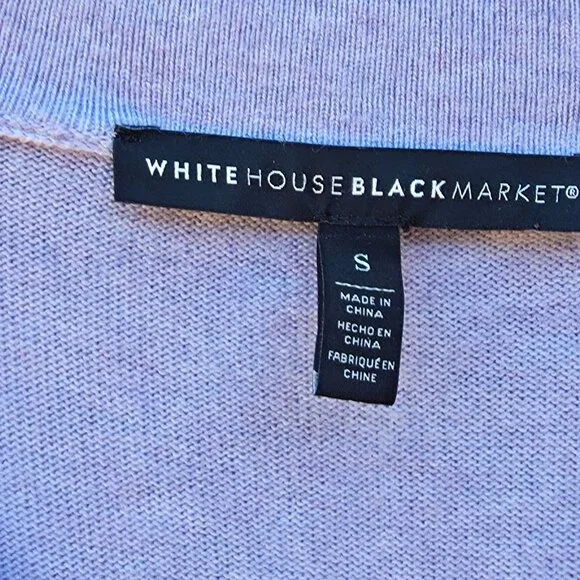 WHITE HOUSE BLACK MARKET®
S
MADE IN
CHINA
HECHO EN
CHINA
FABRIQUÉ EN
CHINE